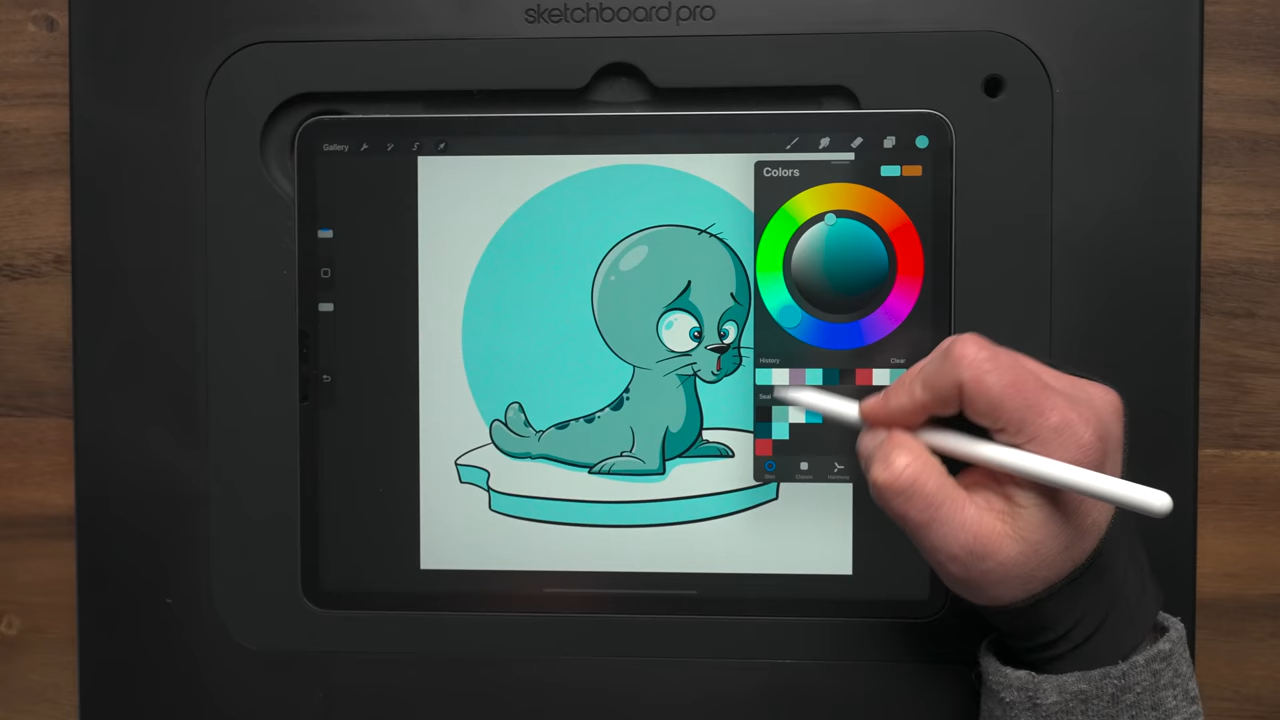 sketchboard pro
Gallery
Colors
History Clear
Seal
Disc Classic Harmony